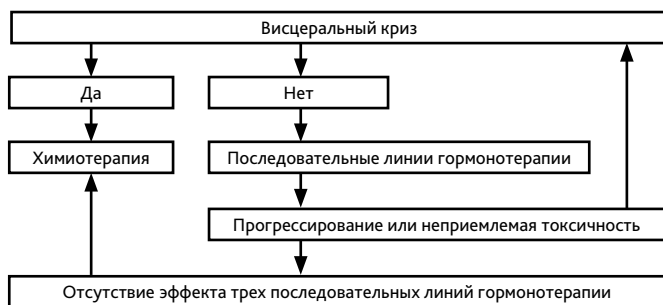 Висцеральный криз
Да
Нет
Химиотерапия
Последовательные линии гормонотерапии
Прогрессирование или неприемлемая токсичность
Отсутствие эффекта трех последовательных линий гормонотерапии